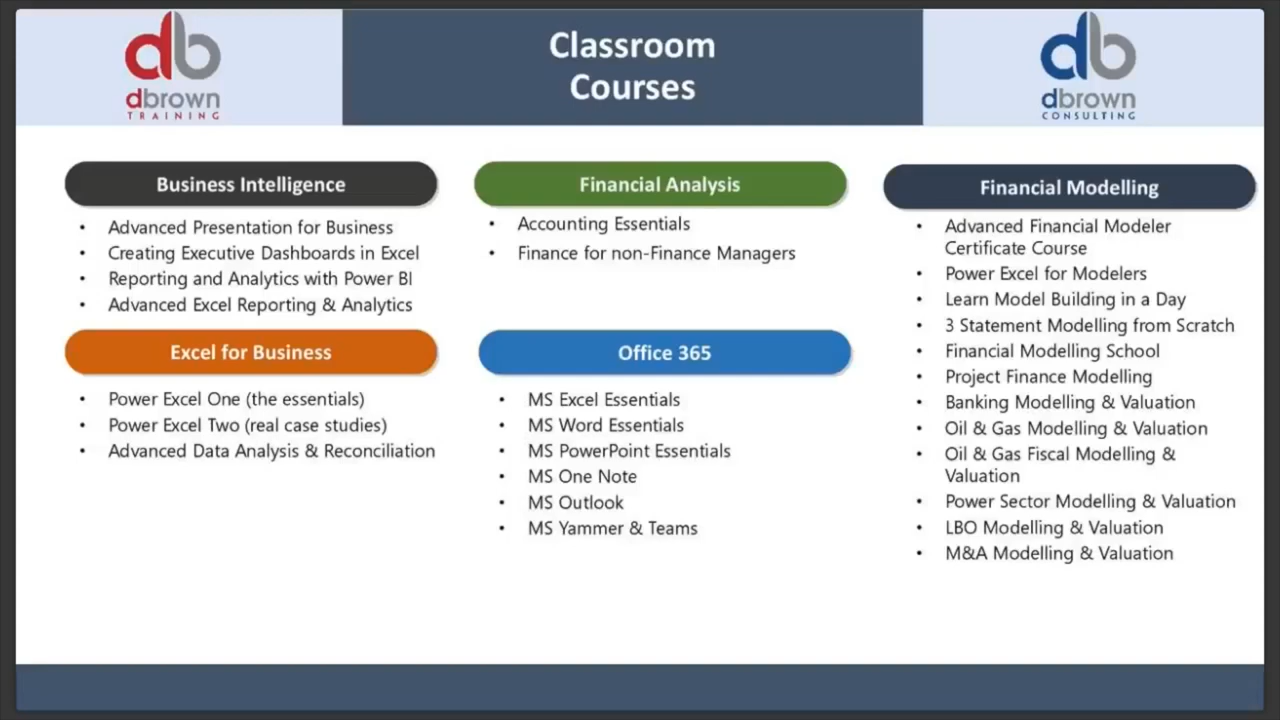 db
dbrown
TRAINING
Classroom
Courses
db
dbrown
CONSULTING
Business Intelligence
• Advanced Presentation for Business
• Creating Executive Dashboards in Excel
• Reporting and Analytics with Power BI
• Advanced Excel Reporting & Analytics
Excel for Business
• Power Excel One (the essentials)
• Power Excel Two (real case studies)
• Advanced Data Analysis & Reconciliation
Financial Analysis
• Accounting Essentials
• Finance for non-Finance Managers
Office 365
• MS Excel Essentials
• MS Word Essentials
• MS PowerPoint Essentials
• MS One Note
• MS Outlook
• MS Yammer & Teams
Financial Modelling
• Advanced Financial Modeler
Certificate Course
• Power Excel for Modelers
• Learn Model Building in a Day
• 3 Statement Modelling from Scratch
• Financial Modelling School
• Project Finance Modelling
• Banking Modelling & Valuation
• Oil & Gas Modelling & Valuation
• Oil & Gas Fiscal Modelling &
Valuation
• Power Sector Modelling & Valuation
• LBO Modelling & Valuation
• M&A Modelling & Valuation